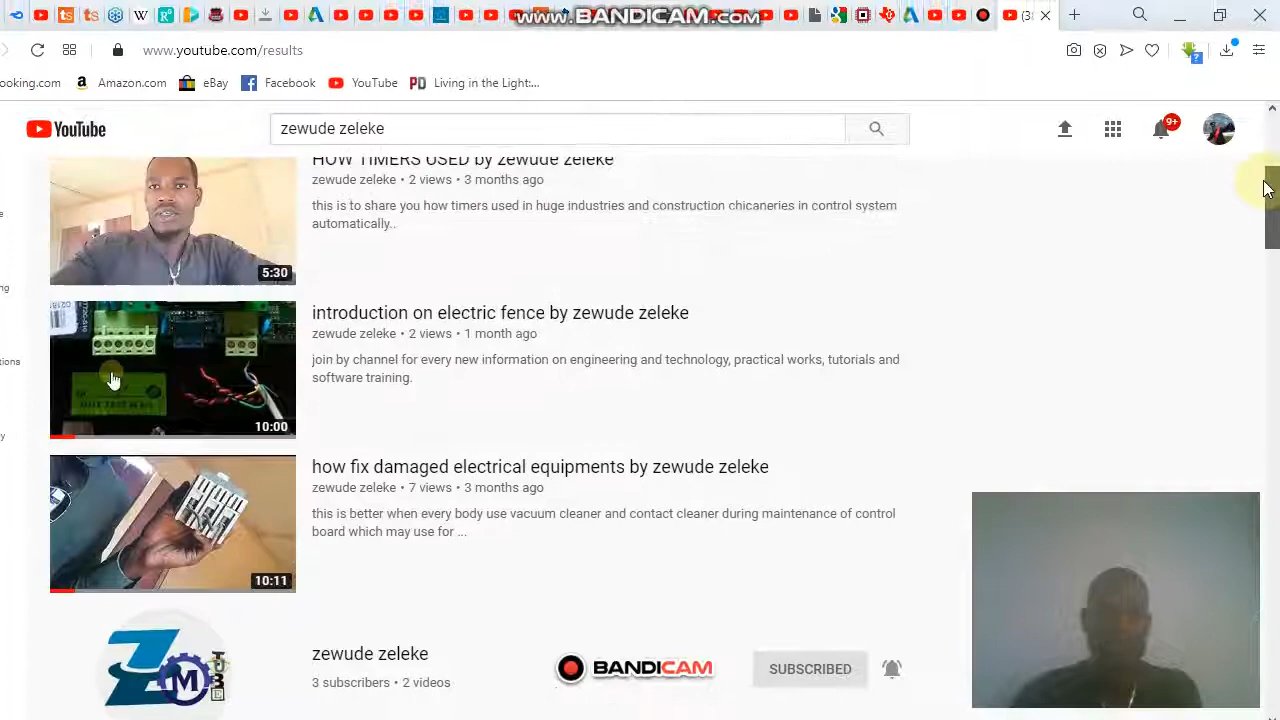 www.BANDICAM.com
www.youtube.com/results
ooking.com
Amazon.com
eBay
Facebook
YouTube
PD
Living in the Light:...
YouTube
zewude zeleke
9+
HOW TIMERS USED by zewude zeleke
zewude zeleke • 2 views • 3 months ago
this is to share you how timers used in huge industries and construction chicaneries in control system
automatically..
5:30
introduction on electric fence by zewude zeleke
zewude zeleke • 2 views • 1 month ago
join by channel for every new information on engineering and technology, practical works, tutorials and
software training.
10:00
how fix damaged electrical equipments by zewude zeleke
zewude zeleke • 7 views • 3 months ago
this is better when every body use vacuum cleaner and contact cleaner during maintenance of control
board which may use for ...
10:11
zewude zeleke
3 subscribers • 2 videos
BANDICAM
SUBSCRIBED